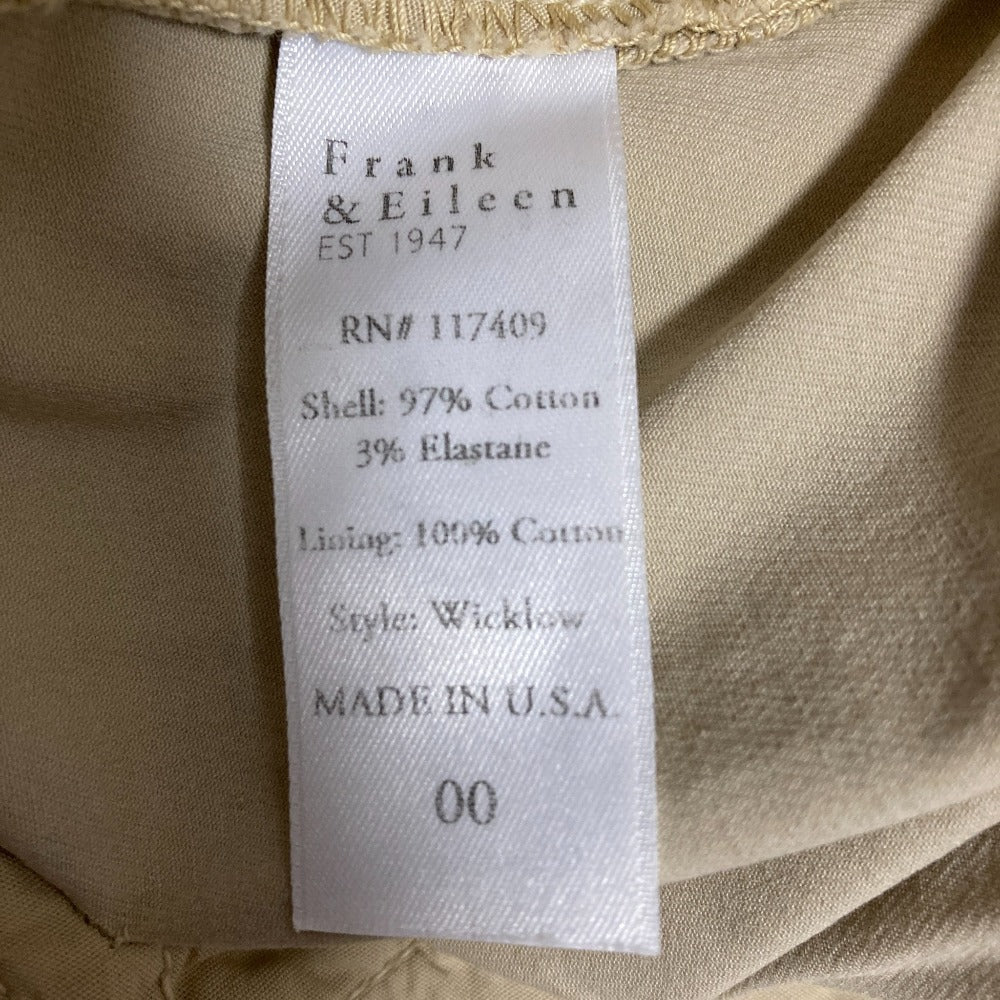 Frank
& Eileen
EST 1947
RN# 117409
Shell: 97% Cotton
3% Elastane
Lining: 100% Cotton
Style: Wicklow
MADE IN U.S.A.
00